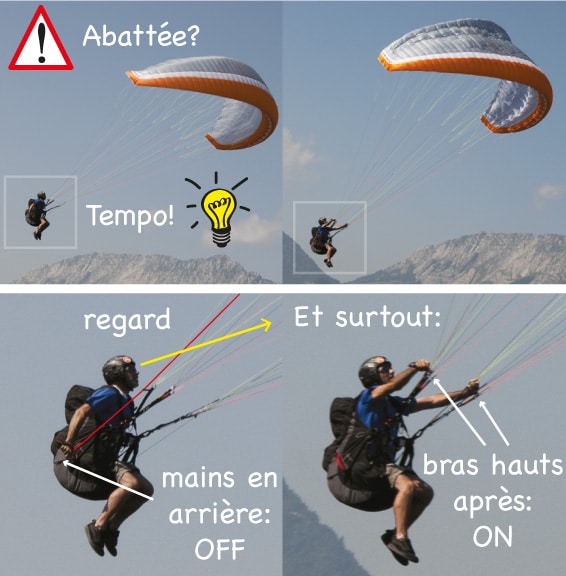 Abattée?
Tempo!
regard
mains en
arrière:
OFF
Et surtout:
bras hauts
après:
ON